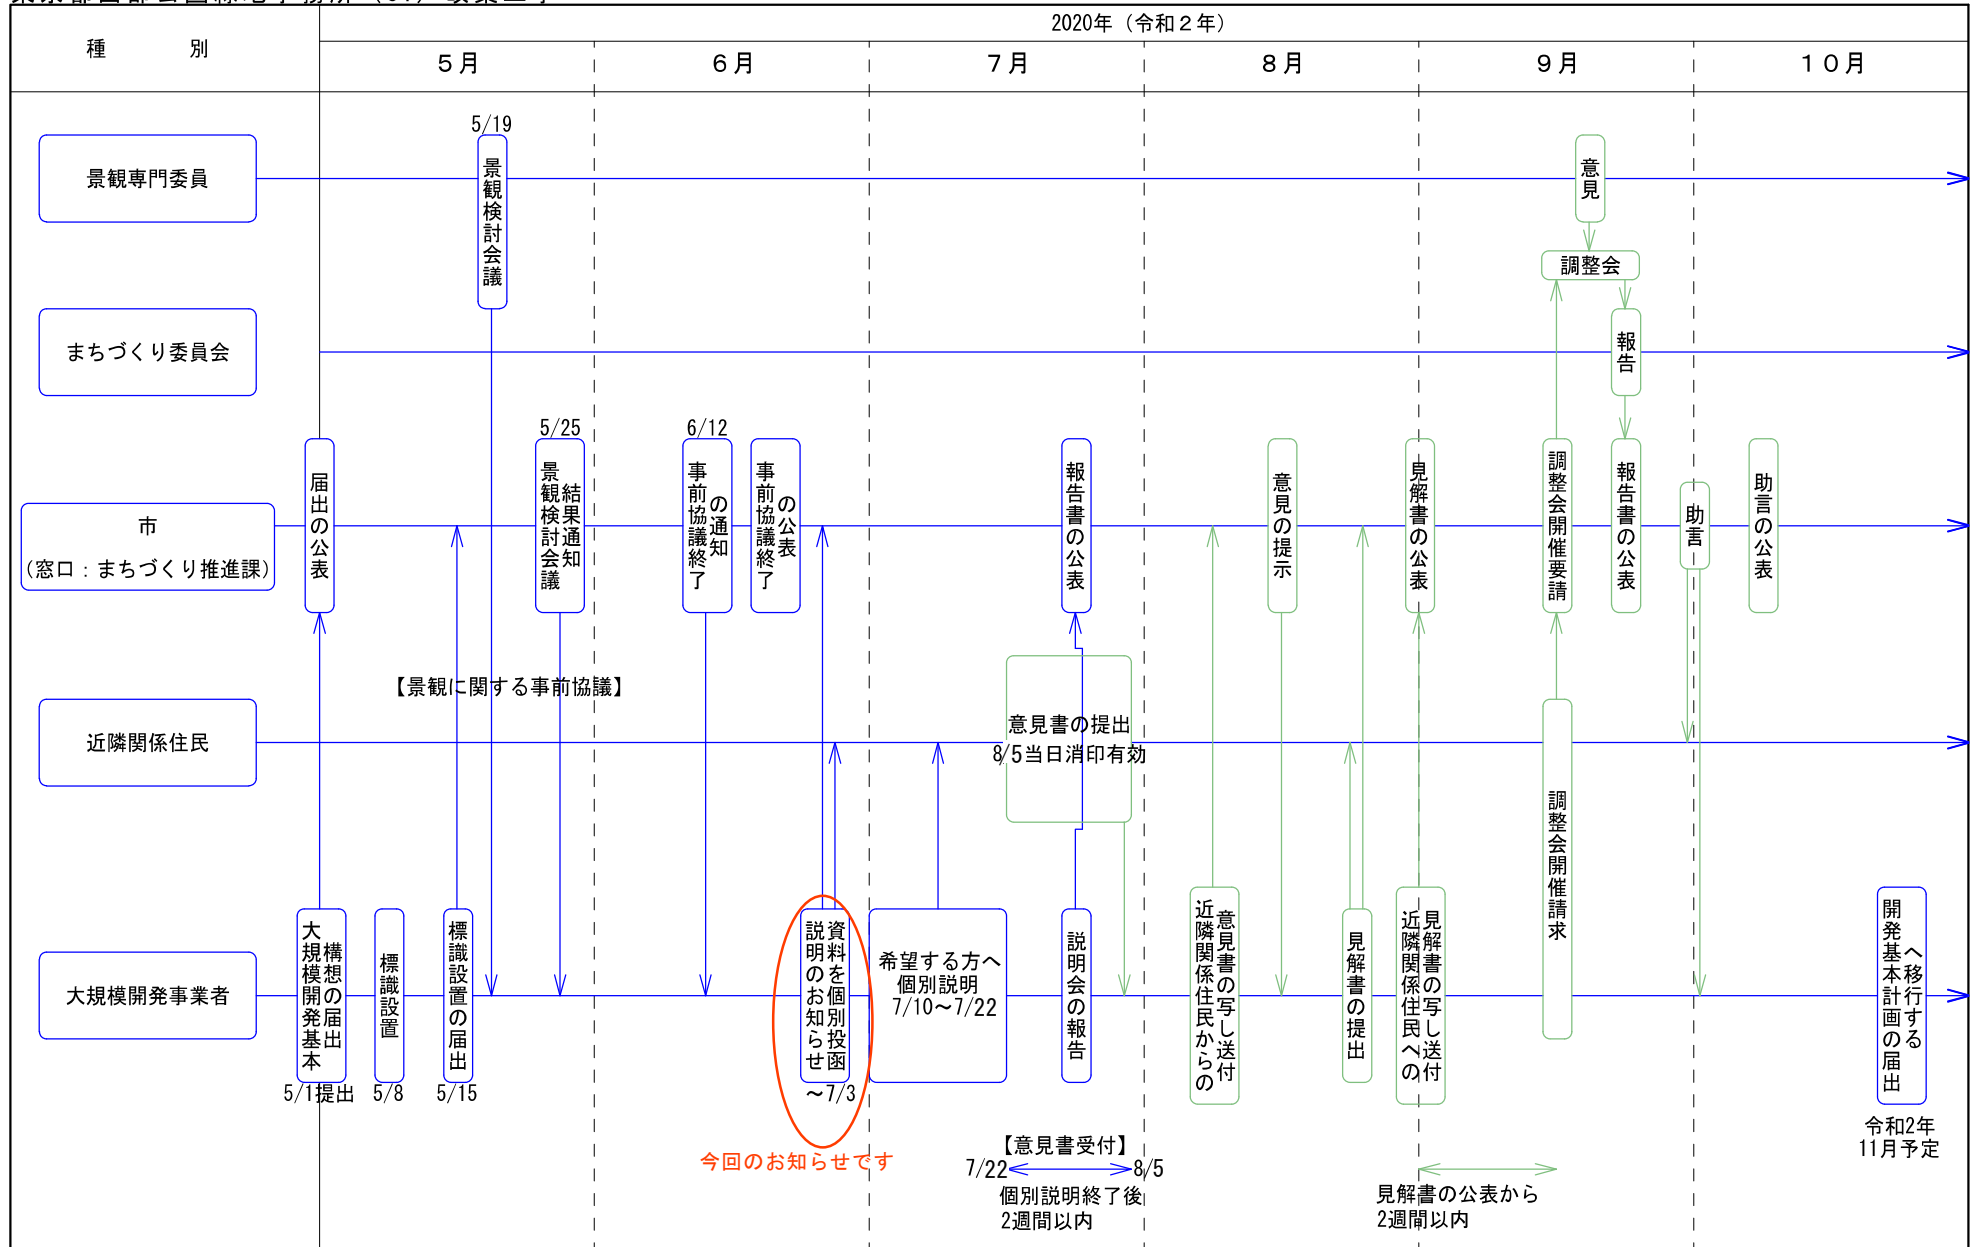 2020年（令和２年）
種　別
５月
６月
７月
８月
９月
１０月
5/19
景観専門委員
景観検討会議
意見
調整会
まちづくり委員会
報告
5/25
6/12
市
(窓口：まちづくり推進課)
届出の公表
景観検討会議
結果通知
事前協議終了
の通知
事前協議終了
の公表
報告書の公表
意見の提示
見解書の公表
調整会開催要請
報告書の公表
助言
助言の公表
【景観に関する事前協議】
近隣関係住民
意見書の提出
8/5当日消印有効
調整会開催請求
大規模開発事業者
大規模開発基本
構想の届出
5/1提出
標識設置
5/8
標識設置の届出
5/15
資料を個別投函
説明のお知らせ
～7/3
希望する方へ
個別説明
7/10～7/22
説明会の報告
近隣関係住民からの
意見書の写し送付
見解書の提出
近隣関係住民への
見解書の写し送付
開発基本計画の届出
へ移行する
令和2年
11月予定
今回のお知らせです
【意見書受付】
7/22
8/5
個別説明終了後
2週間以内
見解書の公表から
2週間以内